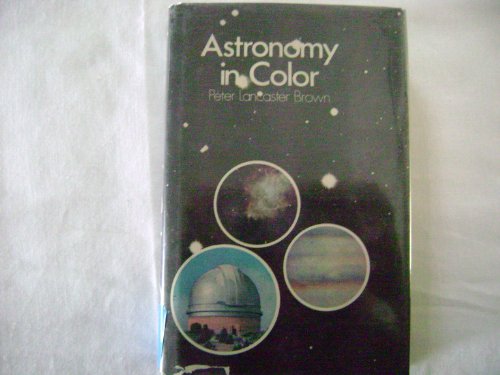 Astronomy
in Color
Peter Lancaster Brown